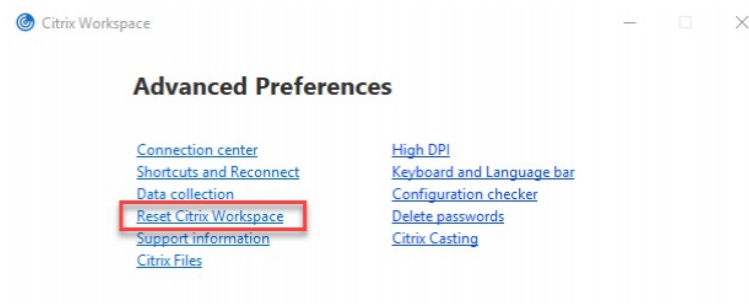 Citrix Workspace
Advanced Preferences
Connection center
Shortcuts and Reconnect
Data collection
Reset Citrix Workspace
Support information
Citrix Files
High DPI
Keyboard and Language bar
Configuration checker
Delete passwords
Citrix Casting